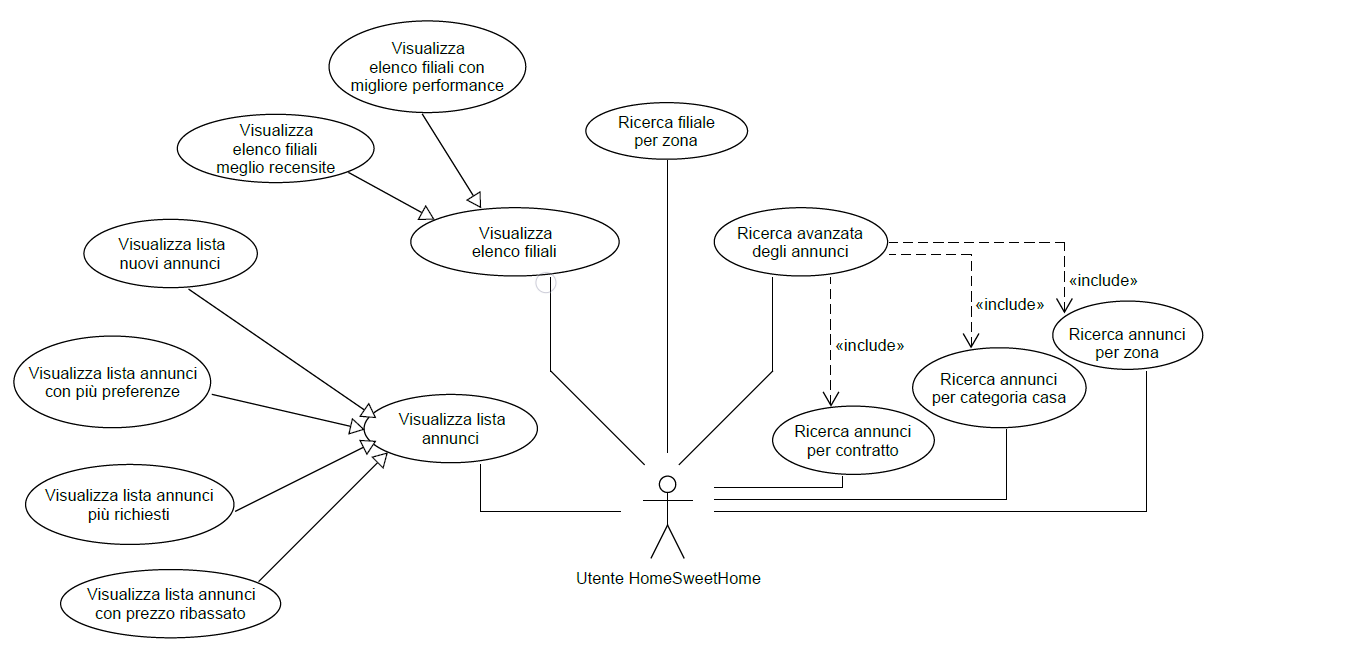 Visualizza
elenco filiali con
migliore performance
Ricerca filiale
per zona
Visualizza
elenco filiali
meglio recensite
Visualizza lista
nuovi annunci
Visualizza
elenco filiali
Ricerca avanzata
degli annunci
«include»
«include»
«include»
Ricerca annunci
per zona
Visualizza lista annunci
con più preferenze
Ricerca annunci
per categoria casa
Visualizza lista
annunci
Ricerca annunci
per contratto
Visualizza lista annunci
più richiesti
Utente HomeSweetHome
Visualizza lista annunci
con prezzo ribassato